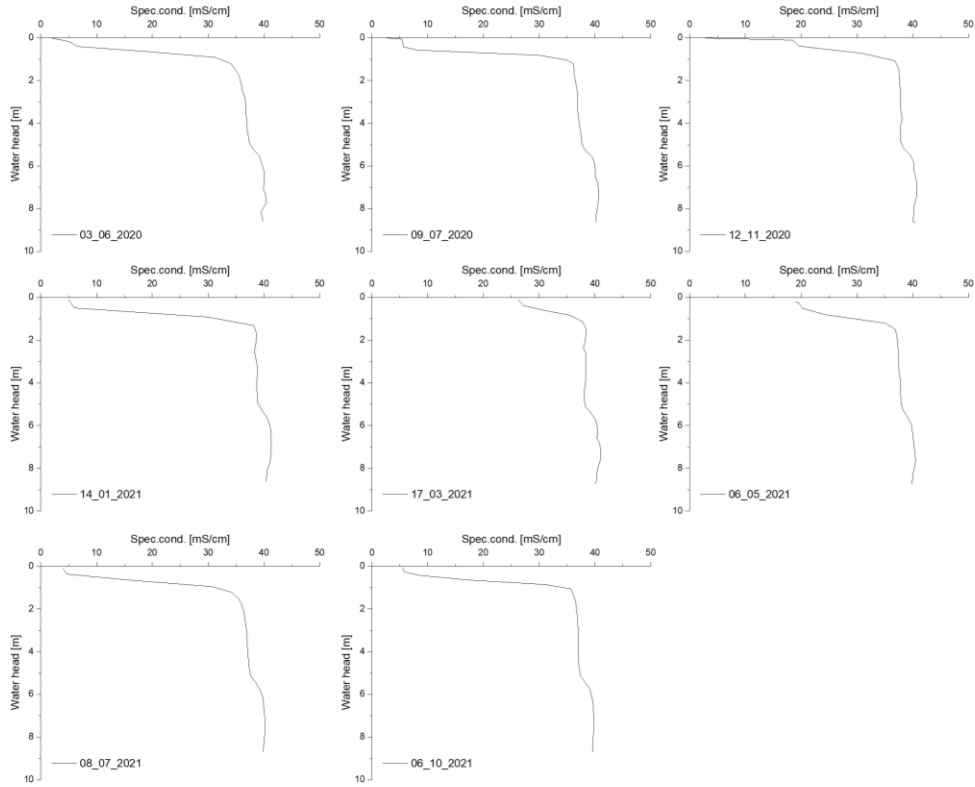 Spec.cond. [mS/cm] Spec.cond. [mS/cm] Spec.cond. [mS/cm]
0 10 20 30 40 50 0 10 20 30 40 50 0 10 20 30 40 50
0 0 0
2 2 2
4 4 4
Water head [m] Water head [m] Water head [m]
6 6 6
8 8 8
03_06_2020 09_07_2020 12_11_2020
10 10 10
Spec.cond. [mS/cm] Spec.cond. [mS/cm] Spec.cond. [mS/cm]
0 10 20 30 40 50 0 10 20 30 40 50 0 10 20 30 40 50
0 0 0
2 2 2
4 4 4
Water head [m] Water head [m] Water head [m]
6 6 6
8 8 8
14_01_2021 17_03_2021 06_05_2021
10 10 10
Spec.cond. [mS/cm] Spec.cond. [mS/cm]
0 10 20 30 40 50 0 10 20 30 40 50
0 0
2 2
4 4
Water head [m] Water head [m]
6 6
8 8
08_07_2021 06_10_2021
10 10